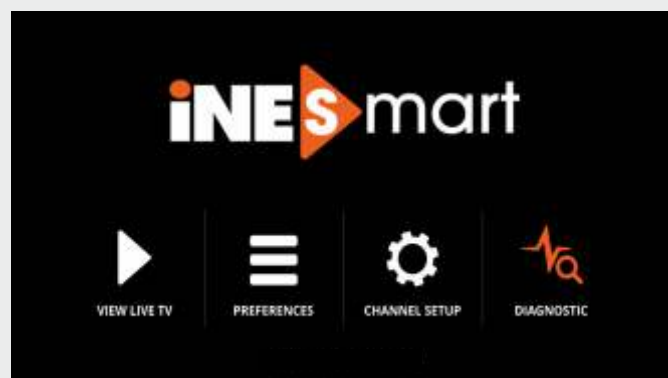 iNESmart
VIEW LIVE TV
PREFERENCES
CHANNEL SETUP
DIAGNOSTIC